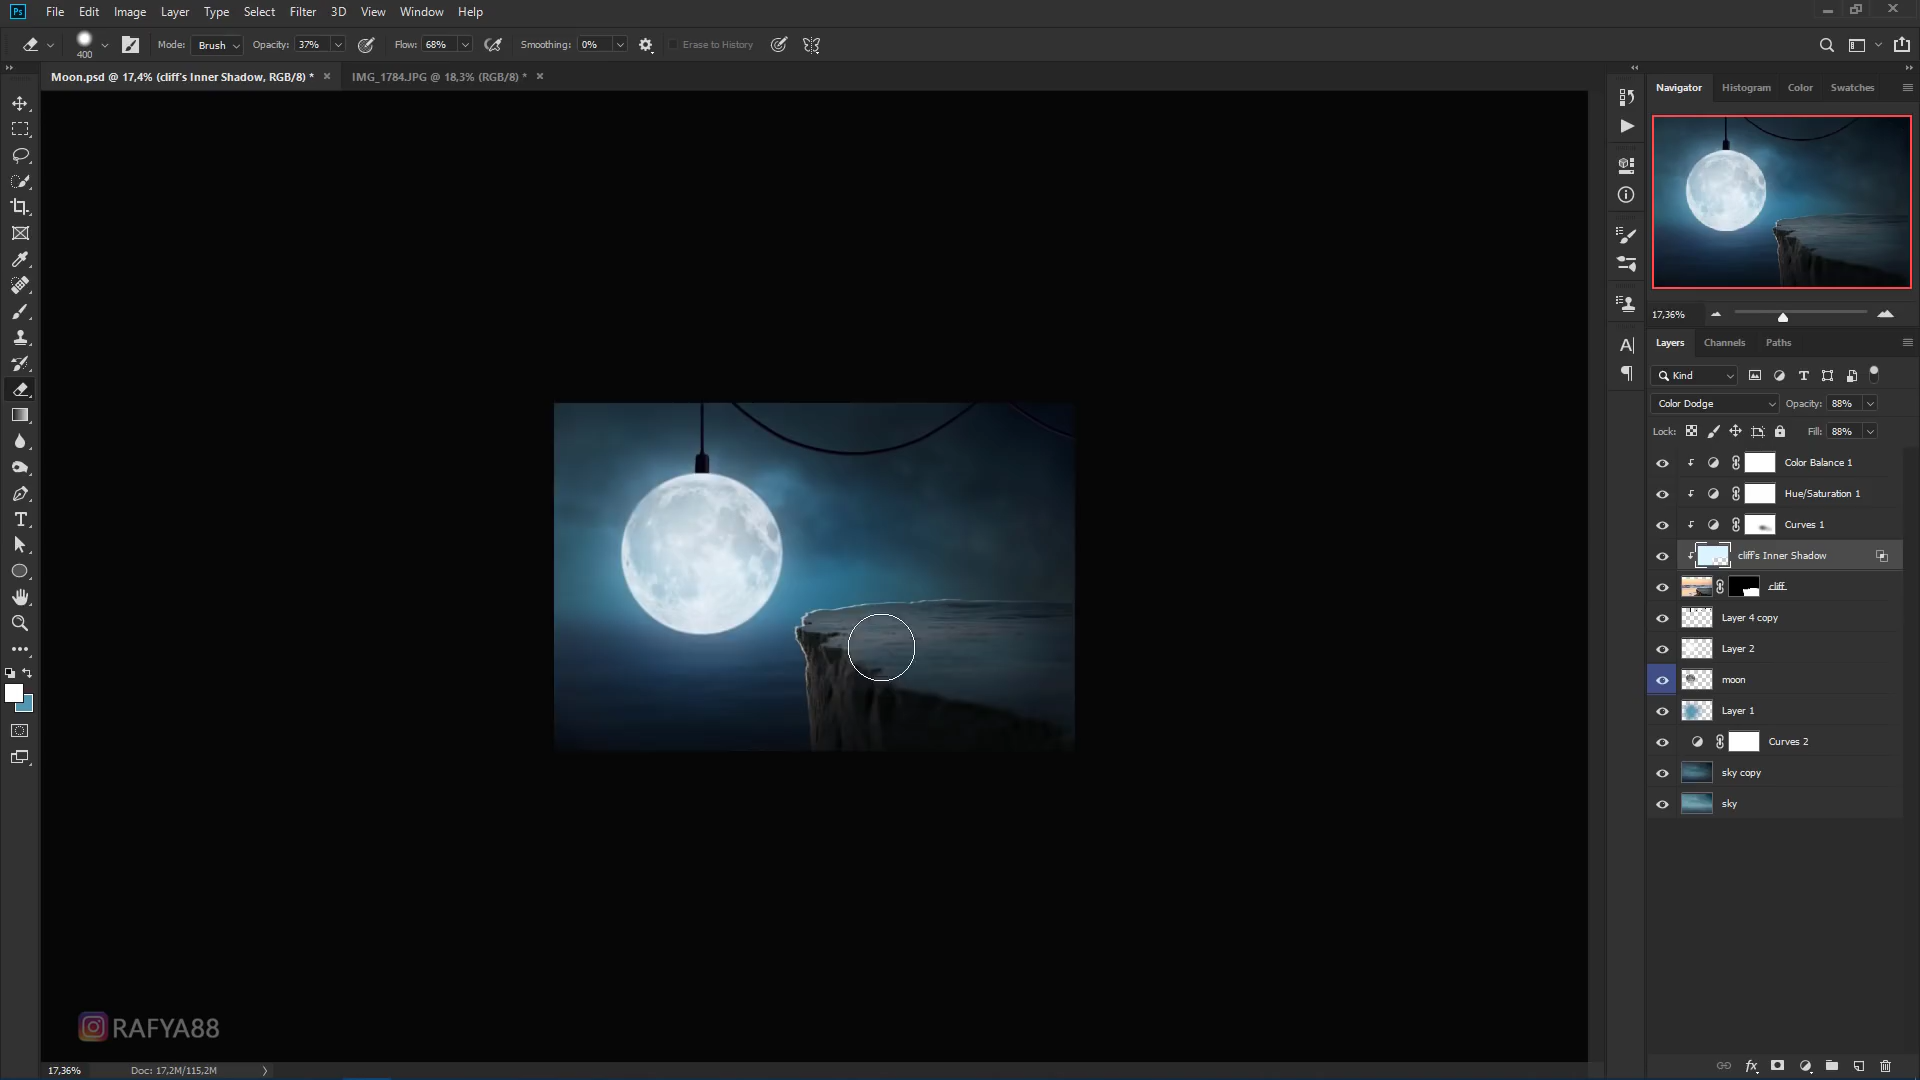 Ps File Edit Image Layer Type Select Filter 3D View Window Help
400 Mode: Brush Opacity: 37% Flow: 68% Smoothing: 0% Erase to History
Moon.psd @ 17,4% (cliff's Inner Shadow, RGB/8) * IMG_1784.JPG @ 18,3% (RGB/8) *
Navigator Histogram Color Swatches
17,36%
Layers Channels Paths
Kind
Color Dodge Opacity: 88%
Lock: Fill: 88%
Color Balance 1
Hue/Saturation 1
Curves 1
cliff's Inner Shadow
cliff
Layer 4 copy
Layer 2
moon
Layer 1
Curves 2
sky copy
sky
RAFYA88
17,36% Doc: 17,2M/115,2M